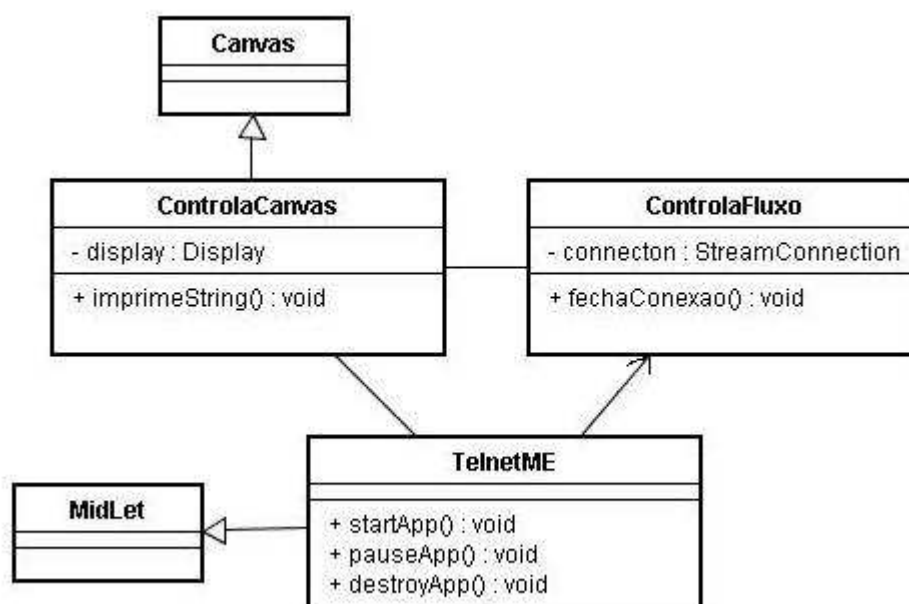 Canvas
ControlaCanvas
- display : Display
+ imprimeString() : void
ControlaFluxo
- connecton : StreamConnection
+ fechaConexao() : void
TelnetME
+ startApp() : void
+ pauseApp() : void
+ destroyApp() : void
MidLet